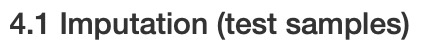 4.1 Imputation (test samples)